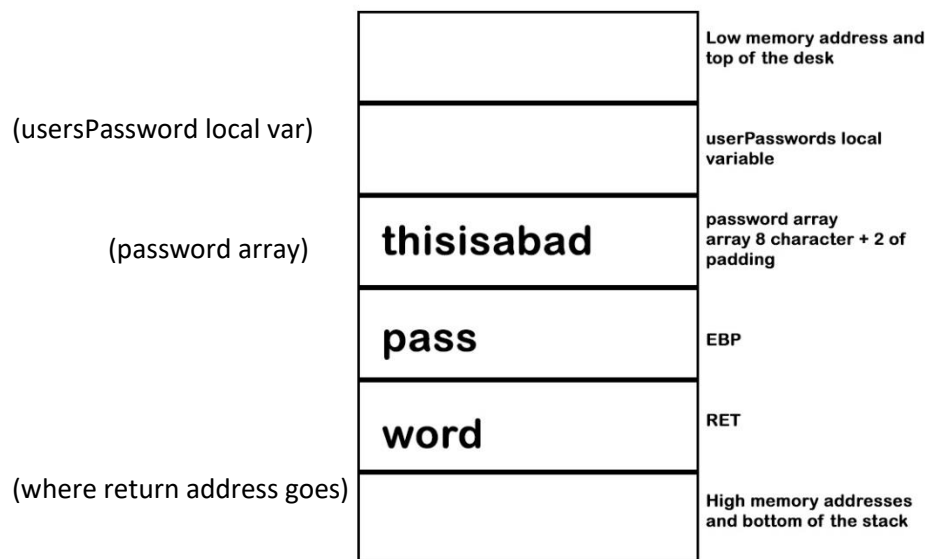 Low memory address and
top of the desk
(usersPassword local var)
userPasswords local
variable
(password array)
thisisabad
password array
array 8 character + 2 of
padding
pass
EBP
word
RET
(where return address goes)
High memory addresses
and bottom of the stack